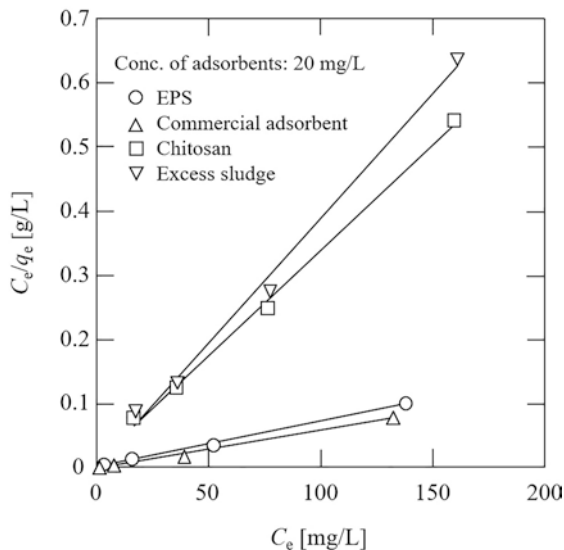 0.7
0.6
0.5
0.4
0.3
0.2
0.1
0
Cₑ/qₑ [g/L]
Conc. of adsorbents: 20 mg/L
EPS
Commercial adsorbent
Chitosan
Excess sludge
0 50 100 150 200
Cₑ [mg/L]